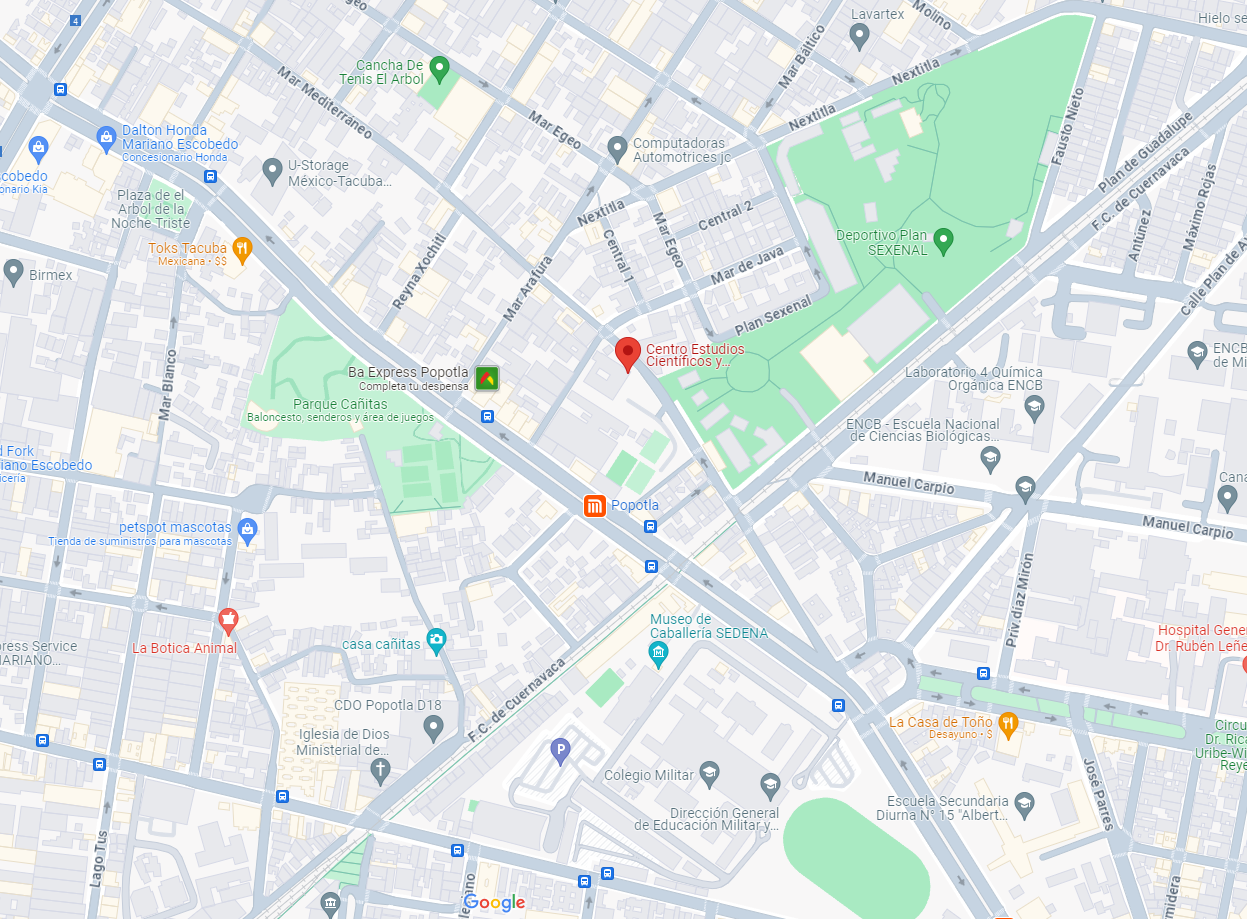 Egeo
4
Lavartex
Molino
Hielo se
Cancha De
Tenis El Arbol
Mar Báltico
Nextitla
Mar Mediterraneo
Nextitla
Mar Egeo
Fausto Nieto
Dalton Honda
Mariano Escobedo
Concesionario Honda
Computadoras
Automotrices jc
Plan de Guadalupe
F.C. de Cuernavaca
scobedo
onario Kia
U-Storage
México-Tacuba...
Plaza de el
Árbol de la
Noche Triste
Máximo Rojas
Antúnez
Nextitla
Central 2
Mar Egeo
Central 1
Toks Tacuba
Mexicana • $$
Reyna Xochitl
Deportivo Plan
SEXENAL
Birmex
Mar de Java
Calle Plan de A
Mar Arafura
Plan Sexenal
Mar Blanco
Centro Estudios
Científicos y...
ENCB
de Mi
Ba Express Popotla
Completa tu despensa
Laboratorio 4 Química
Orgánica ENCB
Parque Cañitas
Baloncesto, senderos y área de juegos
ENCB - Escuela Nacional
de Ciencias Biológicas...
d Fork
riano Escobedo
icería
Manuel Carpio
Cana
Popotla
petspot mascotas
Tienda de suministros para mascotas
Manuel Carpio
Priv. díaz Mirón
La Botica Animal
Museo de
Caballería SEDENA
Hospital Gener
Dr. Rubén Leñe
press Service
MARIANO...
casa cañitas
F.C. de Cuernavaca
CDO Popotla D18
La Casa de Toño
Desayuno • $
Circu
Dr. Rica
Uribe-Wi
Reye
Iglesia de Dios
Ministerial de...
P
Colegio Militar
José Parres
Dirección General
de Educación Militar y...
Escuela Secundaria
Diurna N° 15 "Albert...
Lago Tus
Google